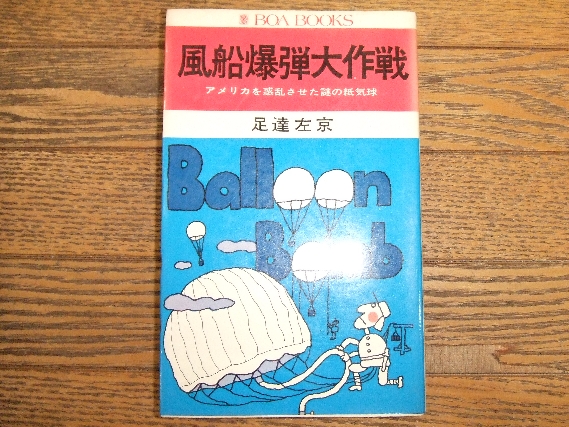 BOA BOOKS
風船爆弾大作戦
アメリカを惑乱させた謎の紙気球
足達左京
Balloon
Bomb